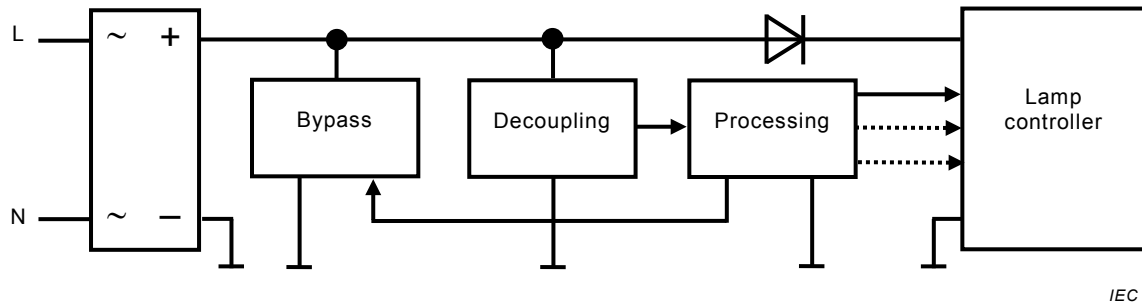 L
~ +
Bypass
Decoupling
Processing
Lamp
controller
N
~ −
IEC